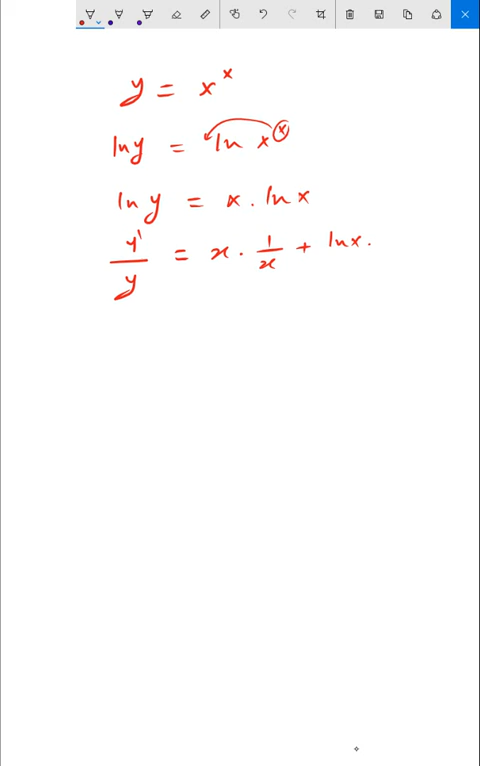 y = x^x
ln y = ln x^x
ln y = x . ln x
y'/y = x . 1/x + ln x.